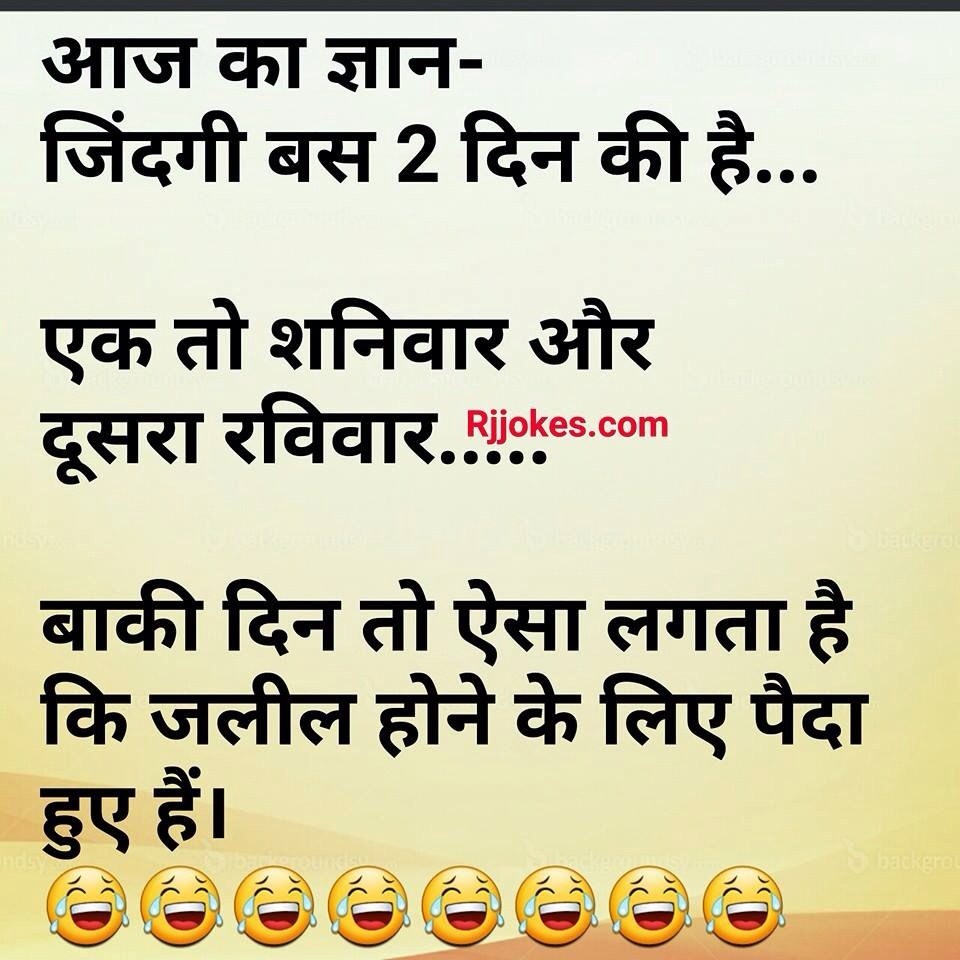 आज का ज्ञान-
जिंदगी बस 2 दिन की है...
एक तो शनिवार और
दूसरा रविवार.....
Rjjokes.com
बाकी दिन तो ऐसा लगता है
कि जलील होने के लिए पैदा
हुए हैं।